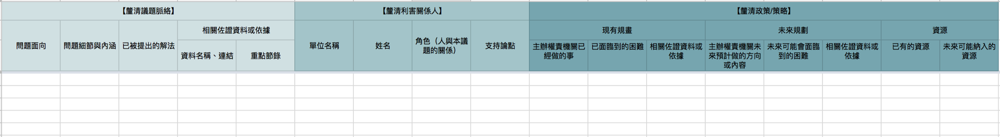 【釐清議題脈絡】
問題面向
問題細節與內涵
已被提出的解法
相關佐證資料或依據
資料名稱、連結
重點節錄
【釐清利害關係人】
單位名稱
姓名
角色（人與本議
題的關係）
支持論點
【釐清政策/策略】
現有規畫
主辦權責機關已
經做的事
已面臨到的困難
相關佐證資料或
依據
未來規劃
主辦權責機關未
來預計做的方向
或內容
未來可能會面臨
到的困難
相關佐證資料或
依據
資源
已有的資源
未來可能納入的
資源